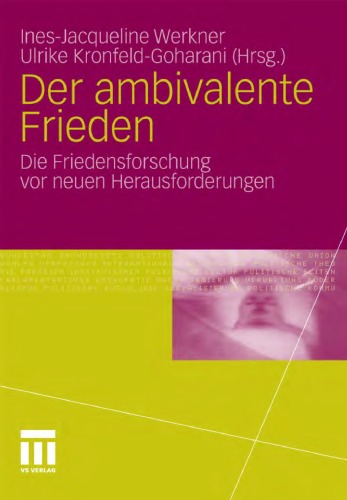 Ines-Jacqueline Werkner
Ulrike Kronfeld-Goharani (Hrsg.)
Der ambivalente
Frieden
Die Friedensforschung
vor neuen Herausforderungen
VS VERLAG